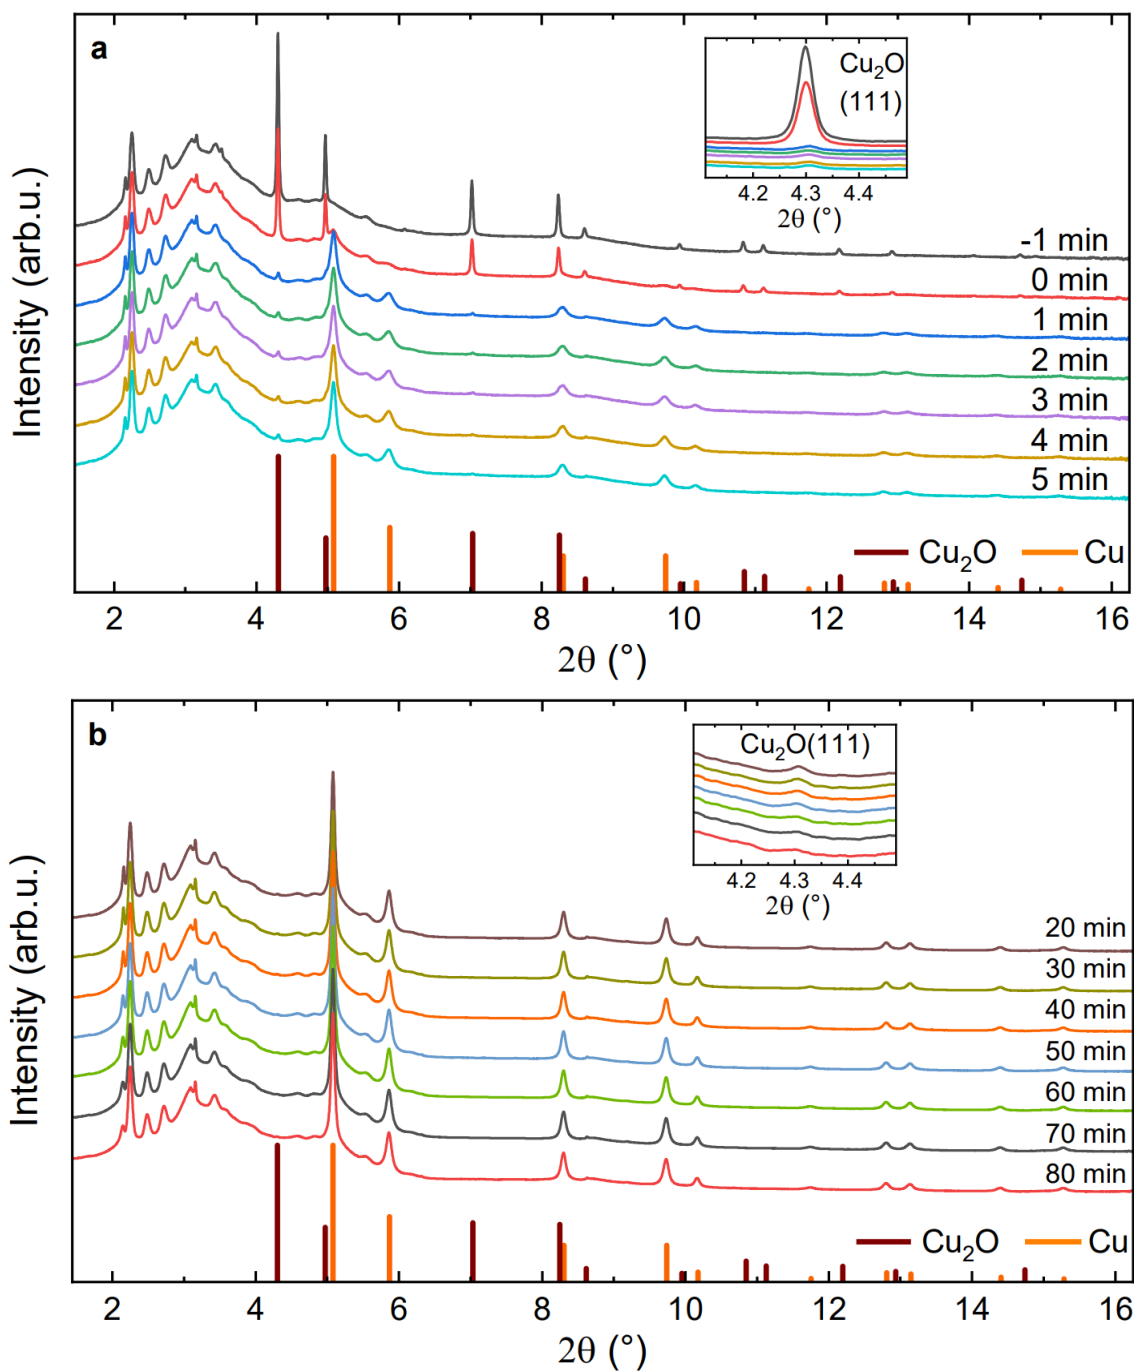 a
Cu₂O
(111)
4.2 4.3 4.4
2θ (°)
-1 min
0 min
1 min
2 min
3 min
4 min
5 min
Cu₂O Cu
Intensity (arb.u.)
2 4 6 8 10 12 14 16
2θ (°)
b
Cu₂O(111)
4.2 4.3 4.4
2θ (°)
20 min
30 min
40 min
50 min
60 min
70 min
80 min
Cu₂O Cu
Intensity (arb.u.)
2 4 6 8 10 12 14 16
2θ (°)